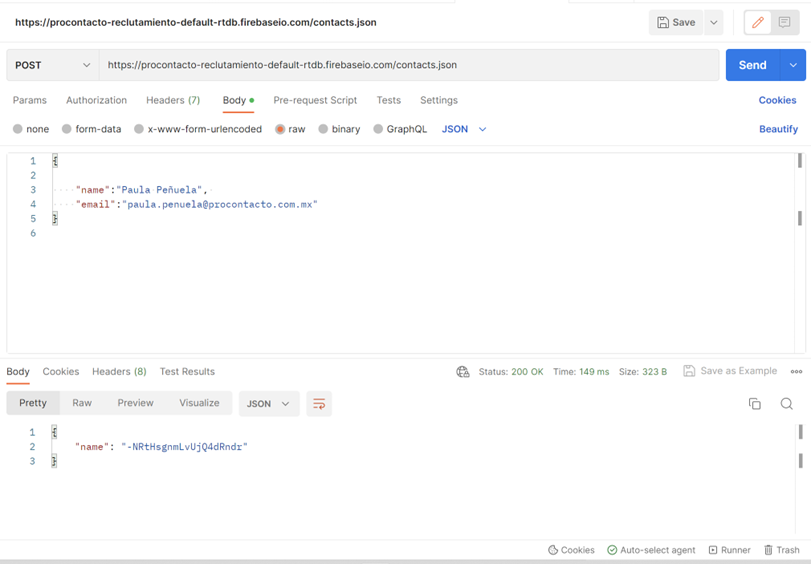 https://procontacto-reclutamiento-default-rtdb.firebaseio.com/contacts.json
Save
POST
https://procontacto-reclutamiento-default-rtdb.firebaseio.com/contacts.json
Send
Params Authorization Headers (7) Body Pre-request Script Tests Settings Cookies
none form-data x-www-form-urlencoded raw binary GraphQL JSON Beautify
1 {
2
3 "name":"Paula Peñuela",
4 "email":"paula.penuela@procontacto.com.mx"
5 }
6
Body Cookies Headers (8) Test Results Status: 200 OK Time: 149 ms Size: 323 B Save as Example
Pretty Raw Preview Visualize JSON
1 {
2 "name": "-NRtHsgnmLvUjQ4dRndr"
3 }
Cookies Auto-select agent Runner Trash